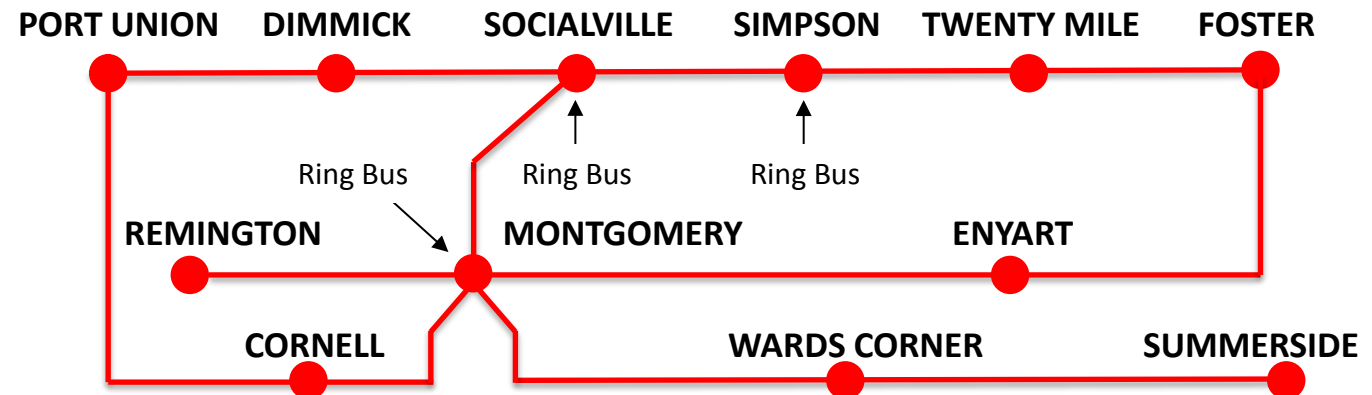 PORT UNION DIMMICK SOCIALVILLE SIMPSON TWENTY MILE FOSTER
Ring Bus Ring Bus Ring Bus
REMINGTON MONTGOMERY ENYART
CORNELL WARDS CORNER SUMMERSIDE